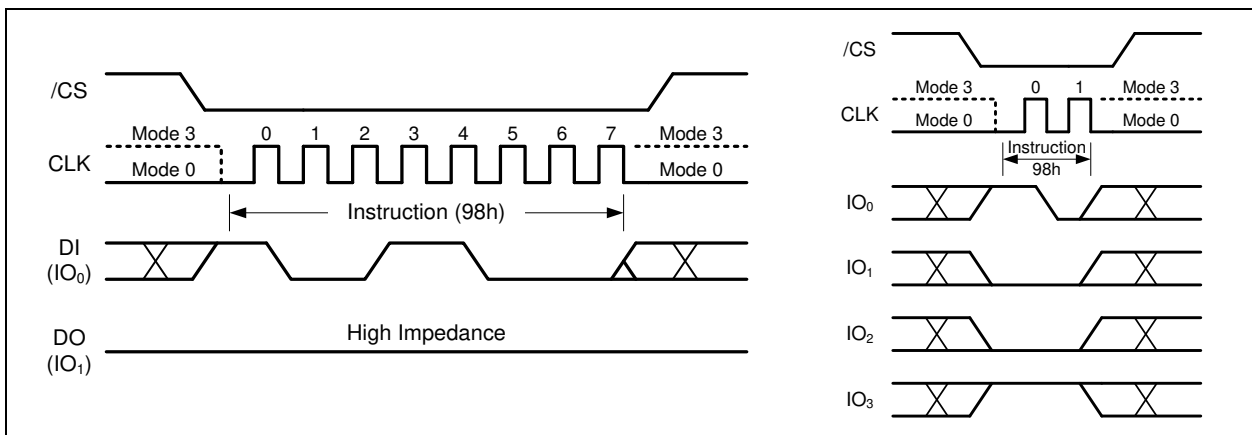 /CS
Mode 3 0 1 2 3 4 5 6 7 Mode 3
CLK
Mode 0 Mode 0
Instruction (98h)
DI
(IO0)
High Impedance
DO
(IO1)
/CS
Mode 3 0 1 Mode 3
CLK
Mode 0 Mode 0
Instruction
98h
IO0
IO1
IO2
IO3